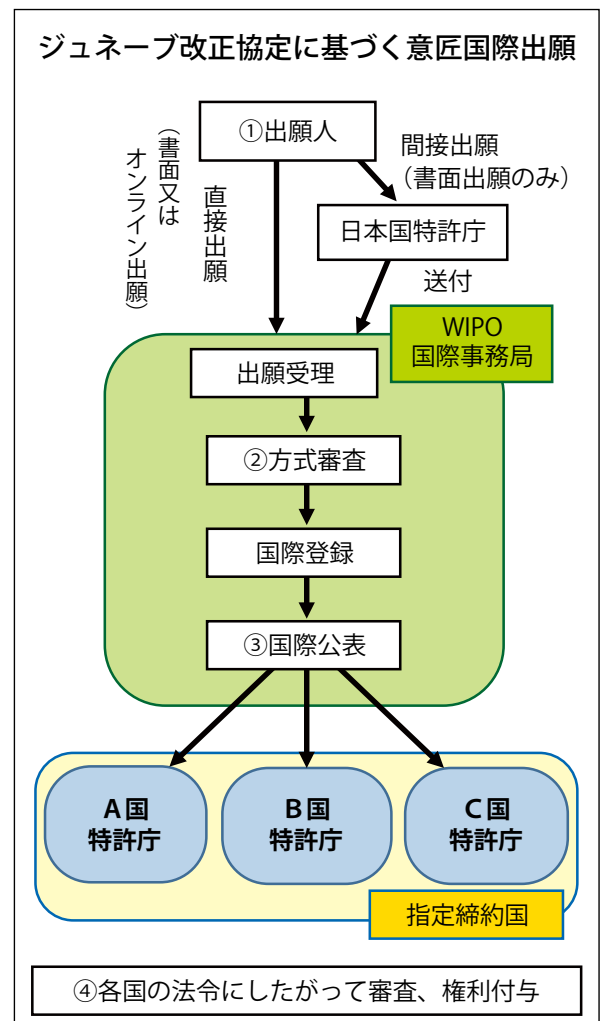 ジュネーブ改正協定に基づく意匠国際出願
①出願人
間接出願
（書面出願のみ）
直接出願
（書面又は
オンライン出願）
日本国特許庁
送付
WIPO
国際事務局
出願受理
②方式審査
国際登録
③国際公表
A国
特許庁
B国
特許庁
C国
特許庁
指定締約国
④各国の法令にしたがって審査、権利付与